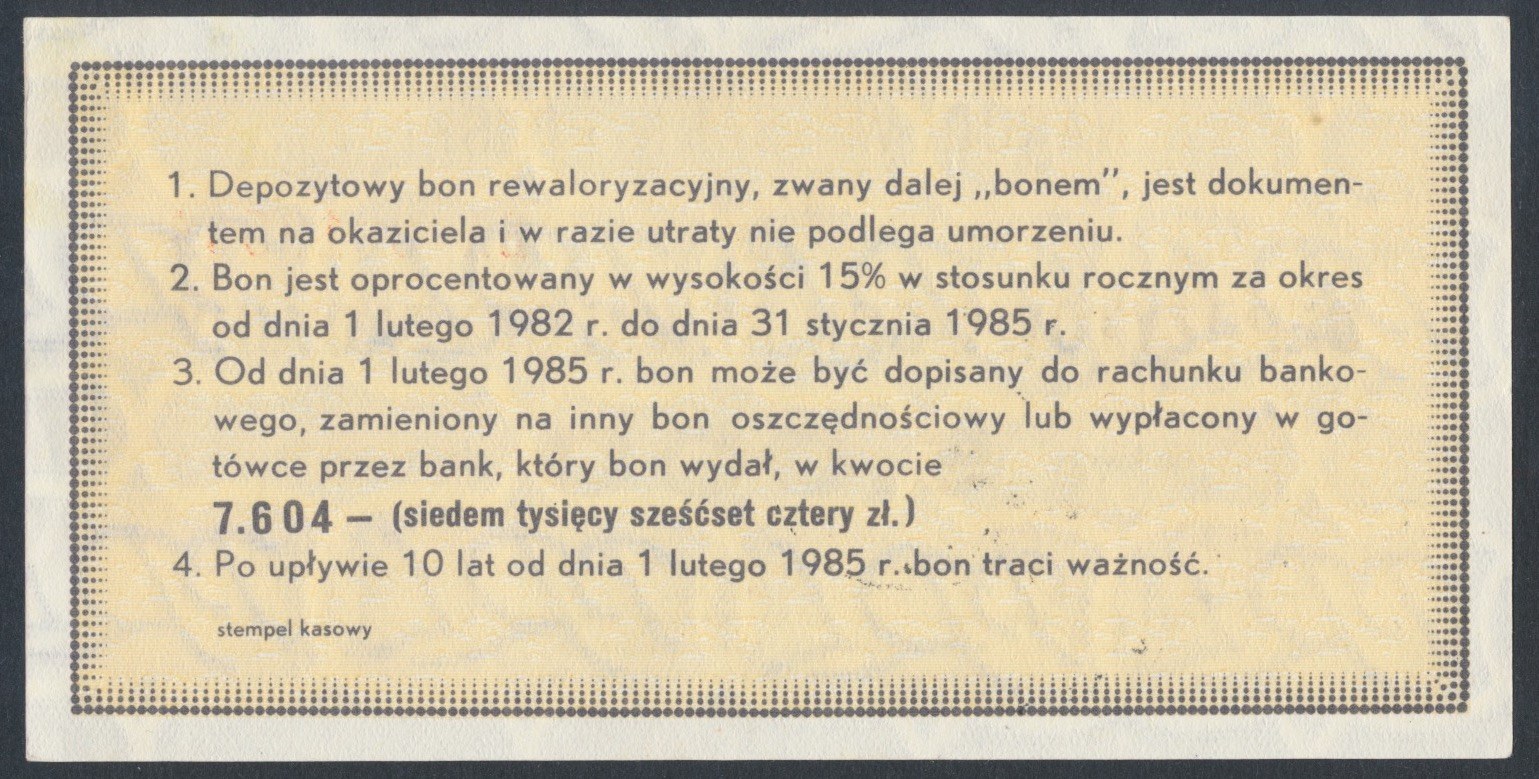 1. Depozytowy bon rewaloryzacyjny, zwany dalej „bonem”, jest dokumen-
tem na okaziciela i w razie utraty nie podlega umorzeniu.
2. Bon jest oprocentowany w wysokości 15% w stosunku rocznym za okres
od dnia 1 lutego 1982 r. do dnia 31 stycznia 1985 r.
3. Od dnia 1 lutego 1985 r. bon może być dopisany do rachunku banko-
wego, zamieniony na inny bon oszczędnościowy lub wypłacony w go-
tówce przez bank, który bon wydał, w kwocie
7.604 — (siedem tysięcy sześćset cztery zł.)
4. Po upływie 10 lat od dnia 1 lutego 1985 r. bon traci ważność.
stempel kasowy